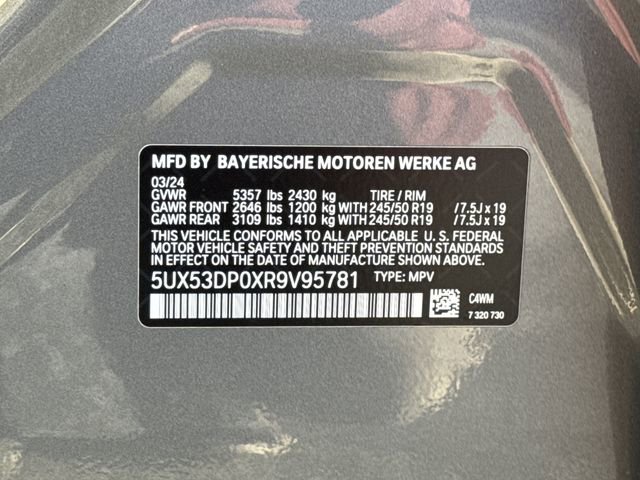 MFD BY BAYERISCHE MOTOREN WERKE AG
03/24
GVWR 5357 lbs 2430 kg TIRE / RIM
GAWR FRONT 2646 lbs 1200 kg WITH 245/50 R19 / 7.5J x 19
GAWR REAR 3109 lbs 1410 kg WITH 245/50 R19 / 7.5J x 19
THIS VEHICLE CONFORMS TO ALL APPLICABLE U. S. FEDERAL
MOTOR VEHICLE SAFETY AND THEFT PREVENTION STANDARDS
IN EFFECT ON THE DATE OF MANUFACTURE SHOWN ABOVE.
5UX53DP0XR9V95781 TYPE: MPV
C4WM
7 320 730